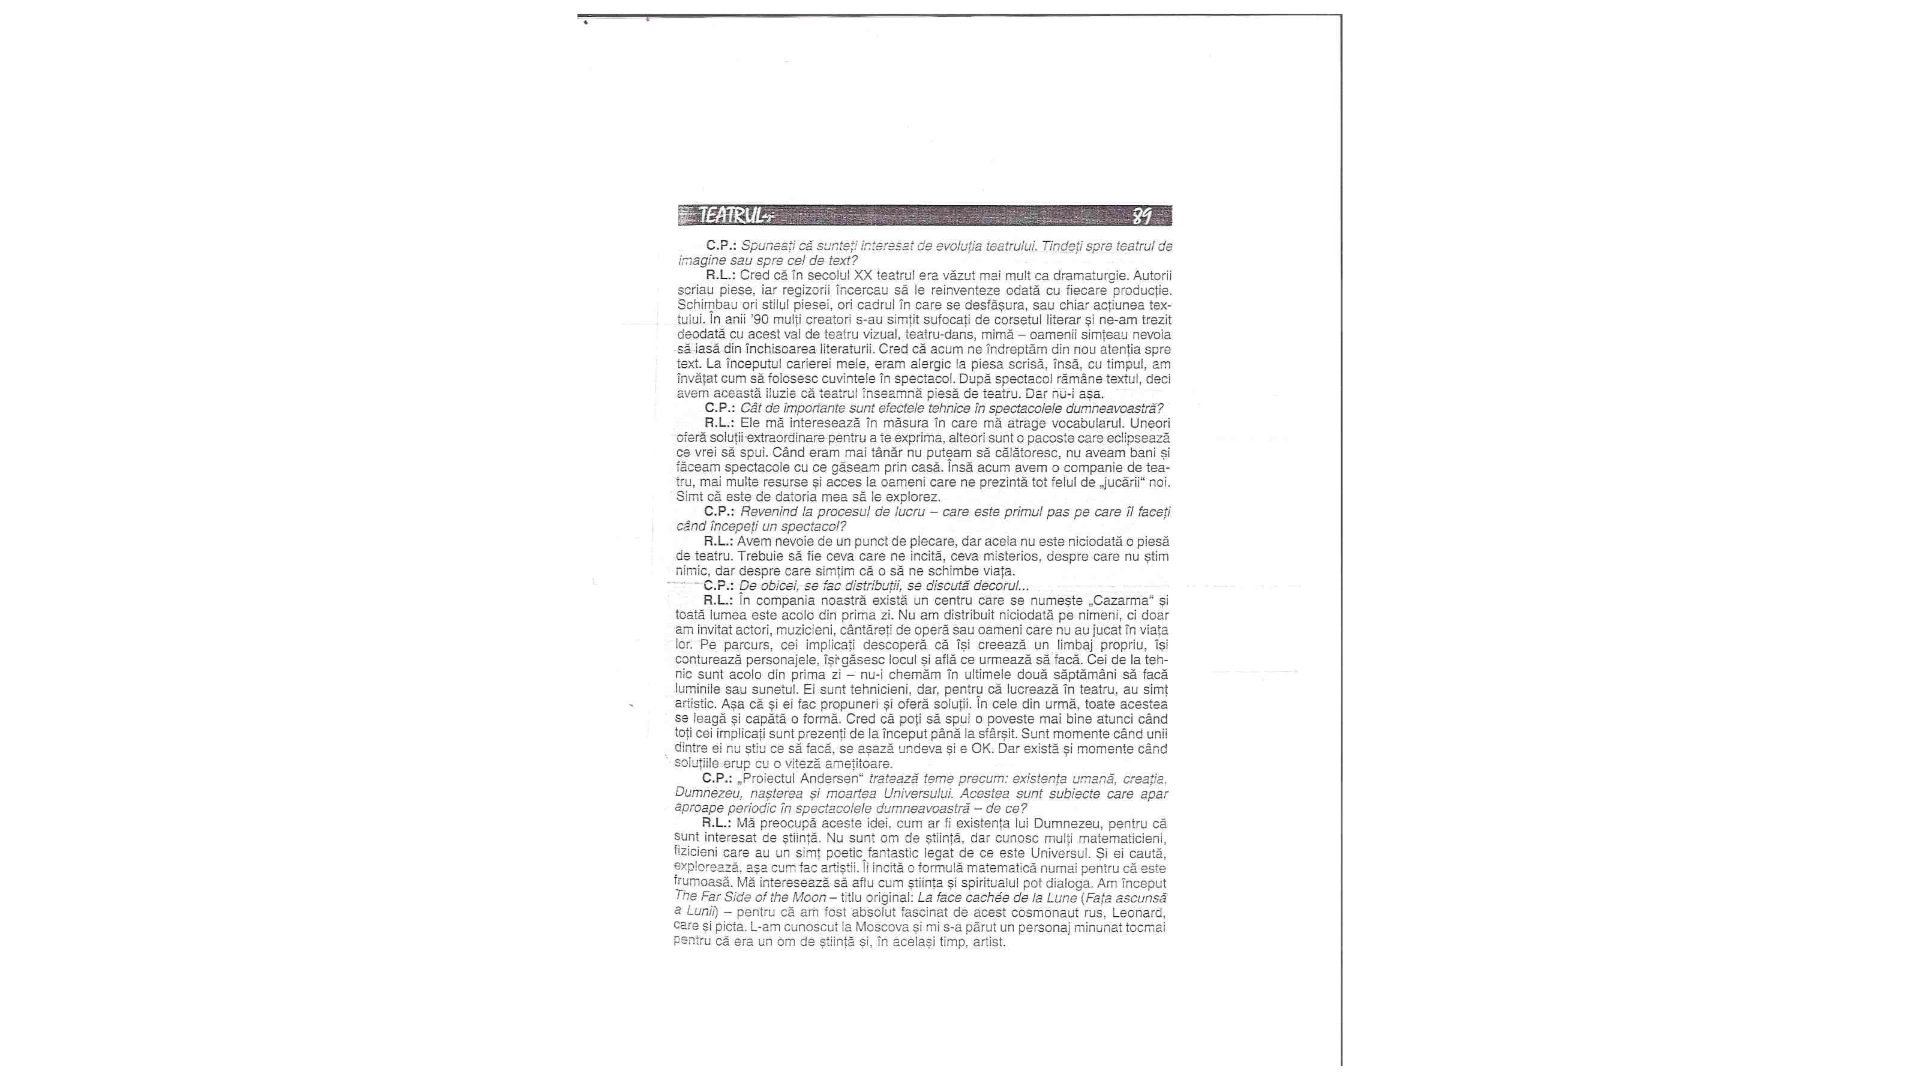 TEATRUL azi 89
C.P.: Spuneați că sunteți interesat de evoluția teatrului. Tindeți spre teatrul de
imagine sau spre cel de text?
R.L.: Cred că în secolul XX teatrul era văzut mai mult ca dramaturgie. Autorii
scriau piese, iar regizorii încercau să le reinventeze odată cu fiecare producție.
Schimbau ori stilul piesei, ori cadrul în care se desfășura, sau chiar acțiunea tex-
tului. În anii '90 mulți creatori s-au simțit sufocați de corsetul literar și ne-am trezit
deodată cu acest val de teatru vizual, teatru-dans, mimă – oamenii simțeau nevoia
să iasă din închisoarea literaturii. Cred că acum ne îndreptăm din nou atenția spre
text. La începutul carierei mele, eram alergic la piesa scrisă, însă, cu timpul, am
învățat cum să folosesc cuvintele în spectacol. După spectacol rămâne textul, deci
avem această iluzie că teatrul înseamnă piesă de teatru. Dar nu-i așa.
C.P.: Cât de importante sunt efectele tehnice în spectacolele dumneavoastră?
R.L.: Ele mă interesează în măsura în care mă atrage vocabularul. Uneori
oferă soluții extraordinare pentru a te exprima, alteori sunt o pacoste care eclipsează
ce vrei să spui. Când eram mai tânăr nu puteam să călătoresc, nu aveam bani și
făceam spectacole cu ce găseam prin casă. Însă acum avem o companie de tea-
tru, mai multe resurse și acces la oameni care ne prezintă tot felul de „jucării“ noi.
Simt că este de datoria mea să le explorez.
C.P.: Revenind la procesul de lucru – care este primul pas pe care îl faceți
când începeți un spectacol?
R.L.: Avem nevoie de un punct de plecare, dar acela nu este niciodată o piesă
de teatru. Trebuie să fie ceva care ne incită, ceva misterios, despre care nu știm
nimic, dar despre care simțim că o să ne schimbe viața.
C.P.: De obicei, se fac distribuții, se discută decorul...
R.L.: În compania noastră există un centru care se numește „Cazarma“ și
toată lumea este acolo din prima zi. Nu am distribuit niciodată pe nimeni, ci doar
am invitat actori, muzicieni, cântăreți de operă sau oameni care nu au jucat în viața
lor. Pe parcurs, cei implicați descoperă că își creează un limbaj propriu, își
conturează personajele, își găsesc locul și află ce urmează să facă. Cei de la teh-
nic sunt acolo din prima zi – nu-i chemăm în ultimele două săptămâni să facă
luminile sau sunetul. Ei sunt tehnicieni, dar, pentru că lucrează în teatru, au simț
artistic. Așa că și ei fac propuneri și oferă soluții. În cele din urmă, toate acestea
se leagă și capătă o formă. Cred că poți să spui o poveste mai bine atunci când
toți cei implicați sunt prezenți de la început până la sfârșit. Sunt momente când unii
dintre ei nu știu ce să facă, se așază undeva și e OK. Dar există și momente când
soluțiile erup cu o viteză amețitoare.
C.P.: „Proiectul Andersen“ tratează teme precum: existența umană, creația,
Dumnezeu, nașterea și moartea Universului. Acestea sunt subiecte care apar
aproape periodic în spectacolele dumneavoastră – de ce?
R.L.: Mă preocupă aceste idei, cum ar fi existența lui Dumnezeu, pentru că
sunt interesat de știință. Nu sunt om de știință, dar cunosc mulți matematicieni,
fizicieni care au un simț poetic fantastic legat de ce este Universul. Și ei caută,
explorează, așa cum fac artiștii. Îi incită o formulă matematică numai pentru că este
frumoasă. Mă interesează să aflu cum știința și spiritualul pot dialoga. Am început
The Far Side of the Moon – titlu original: La face cachée de la Lune (Fața ascunsă
a Lunii) – pentru că am fost absolut fascinat de acest cosmonaut rus, Leonard,
care și picta. L-am cunoscut la Moscova și mi s-a părut un personaj minunat tocmai
pentru că era un om de știință și, în același timp, artist.